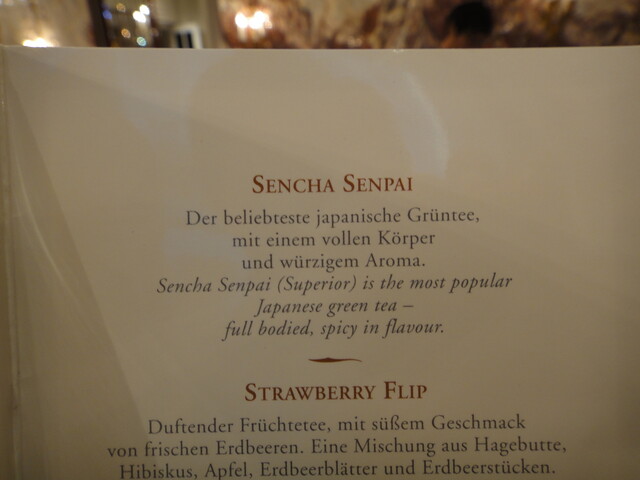 SENCHA SENPAI
Der beliebteste japanische Grüntee,
mit einem vollen Körper
und würzigem Aroma.
Sencha Senpai (Superior) is the most popular
Japanese green tea –
full bodied, spicy in flavour.
STRAWBERRY FLIP
Duftender Früchtetee, mit süßem Geschmack
von frischen Erdbeeren. Eine Mischung aus Hagebutte,
Hibiskus, Apfel, Erdbeerblätter und Erdbeerstücken.